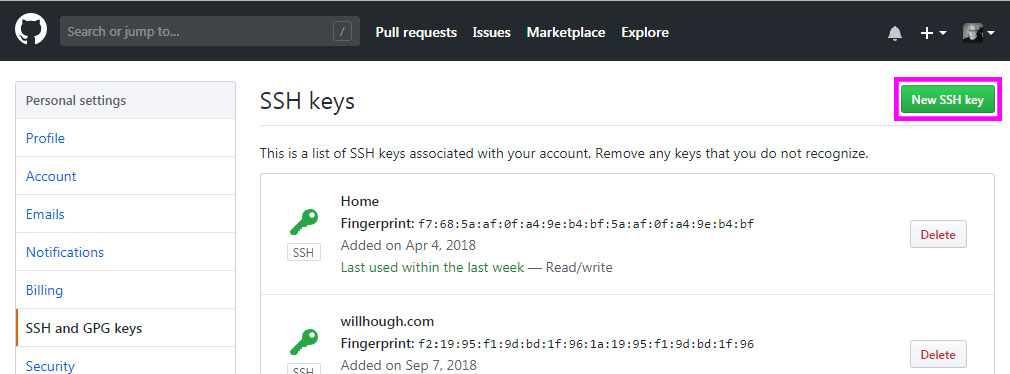 Search or jump to... / Pull requests Issues Marketplace Explore
Personal settings
Profile
Account
Emails
Notifications
Billing
SSH and GPG keys
Security
SSH keys
New SSH key
This is a list of SSH keys associated with your account. Remove any keys that you do not recognize.
Home
Fingerprint: f7:68:5a:af:0f:a4:9e:b4:bf:5a:af:0f:a4:9e:b4:bf
SSH
Added on Apr 4, 2018
Last used within the last week — Read/write
Delete
willhough.com
Fingerprint: f2:19:95:f1:9d:bd:1f:96:1a:19:95:f1:9d:bd:1f:96
SSH
Added on Sep 7, 2018
Delete